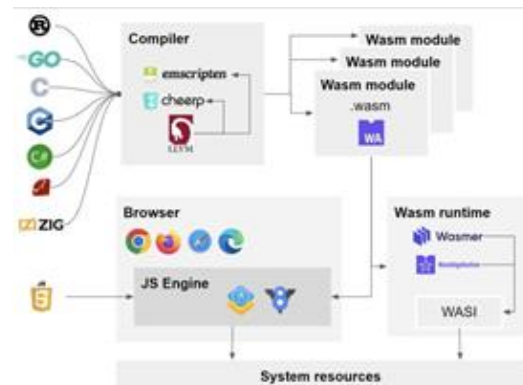 GO
C
C
C#
ZIG
Compiler
emscripten
cheerp
LLVM
Wasm module
Wasm module
Wasm module
.wasm
WA
Browser
JS Engine
Wasm runtime
Wasmer
WASI
System resources